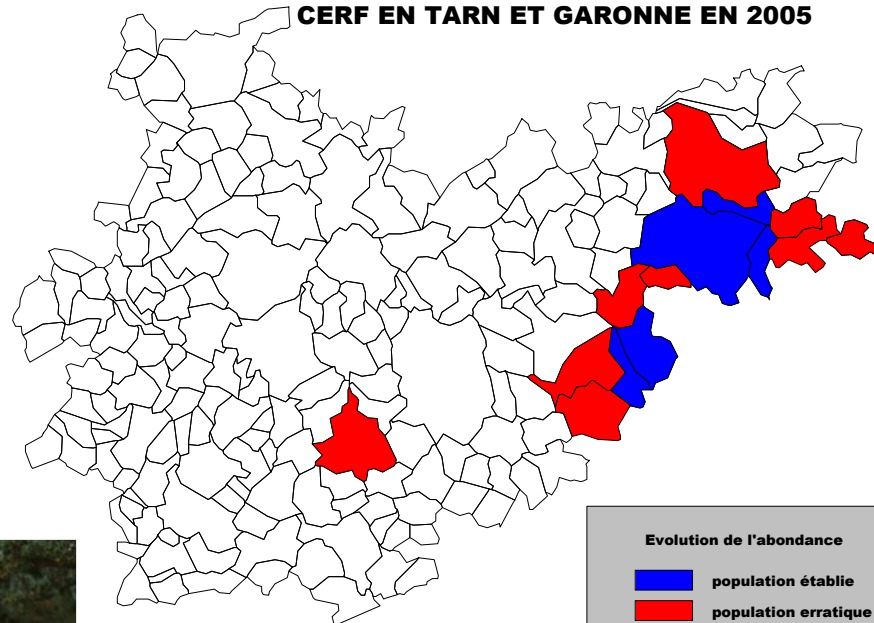 CERF EN TARN ET GARONNE EN 2005
Evolution de l'abondance
population établie
population erratique